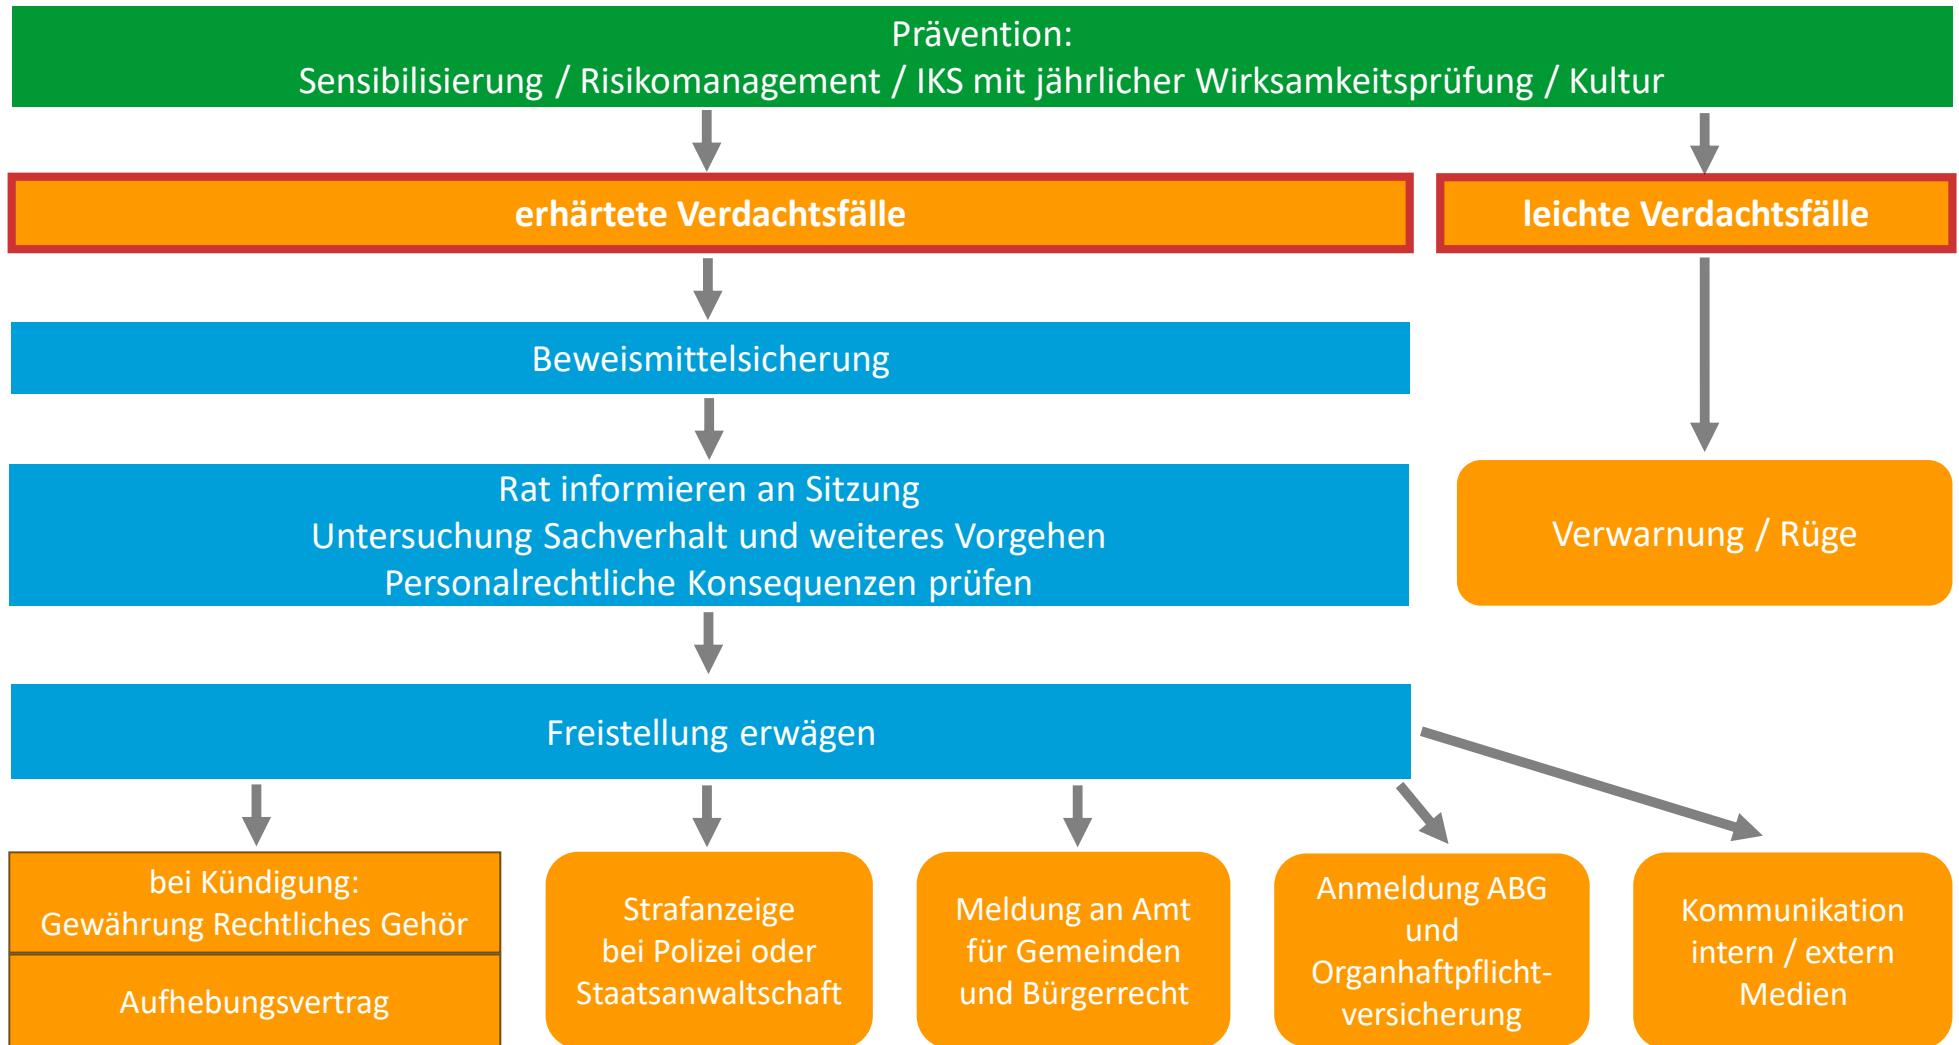 Prävention:
Sensibilisierung / Risikomanagement / IKS mit jährlicher Wirksamkeitsprüfung / Kultur
erhärtete Verdachtsfälle
leichte Verdachtsfälle
Beweismittelsicherung
Rat informieren an Sitzung
Untersuchung Sachverhalt und weiteres Vorgehen
Personalrechtliche Konsequenzen prüfen
Verwarnung / Rüge
Freistellung erwägen
bei Kündigung:
Gewährung Rechtliches Gehör
Aufhebungsvertrag
Strafanzeige
bei Polizei oder
Staatsanwaltschaft
Meldung an Amt
für Gemeinden
und Bürgerrecht
Anmeldung ABG
und
Organhaftpflicht-
versicherung
Kommunikation
intern / extern
Medien